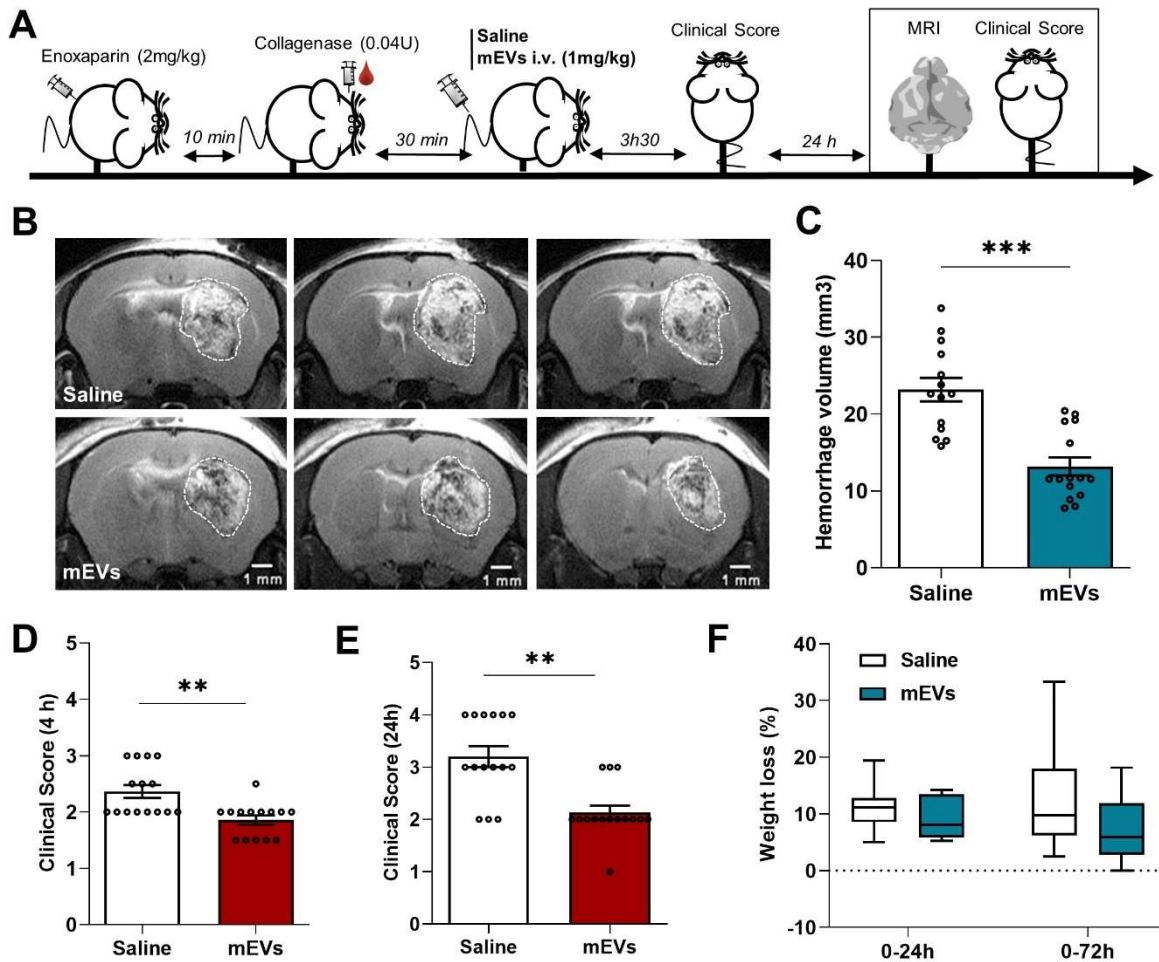 A
Enoxaparin (2mg/kg)
Collagenase (0.04U)
Saline
mEVs i.v. (1mg/kg)
Clinical Score
MRI
Clinical Score
10 min
30 min
3h30
24 h
B
Saline
mEVs
1 mm
1 mm
1 mm
C
***
Hemorrhage volume (mm3)
40
30
20
10
0
Saline
mEVs
D
**
Clinical Score (4 h)
5
4
3
2
1
0
Saline
mEVs
E
**
Clinical Score (24h)
5
4
3
2
1
0
Saline
mEVs
F
Saline
mEVs
Weight loss (%)
40
30
20
10
0
-10
0-24h
0-72h